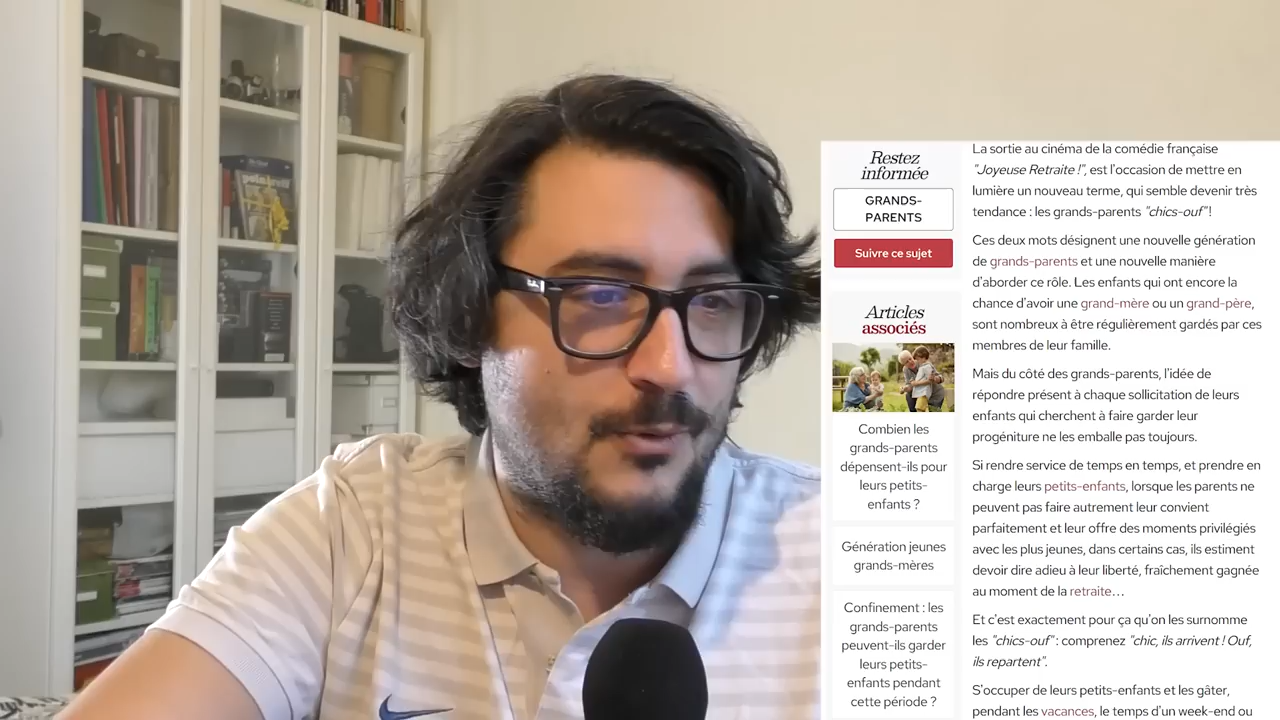 Restez
informée
GRANDS-
PARENTS
Suivre ce sujet
Articles
associés
Combien les
grands-parents
dépensent-ils pour
leurs petits-
enfants ?
Génération jeunes
grands-mères
Confinement : les
grands-parents
peuvent-ils garder
leurs petits-
enfants pendant
cette période ?
La sortie au cinéma de la comédie française
"Joyeuse Retraite !", est l'occasion de mettre en
lumière un nouveau terme, qui semble devenir très
tendance : les grands-parents "chics-ouf" !
Ces deux mots désignent une nouvelle génération
de grands-parents et une nouvelle manière
d'aborder ce rôle. Les enfants qui ont encore la
chance d'avoir une grand-mère ou un grand-père,
sont nombreux à être régulièrement gardés par ces
membres de leur famille.
Mais du côté des grands-parents, l'idée de
répondre présent à chaque sollicitation de leurs
enfants qui cherchent à faire garder leur
progéniture ne les emballe pas toujours.
Si rendre service de temps en temps, et prendre en
charge leurs petits-enfants, lorsque les parents ne
peuvent pas faire autrement leur convient
parfaitement et leur offre des moments privilégiés
avec les plus jeunes, dans certains cas, ils estiment
devoir dire adieu à leur liberté, fraîchement gagnée
au moment de la retraite...
Et c'est exactement pour ça qu'on les surnomme
les "chics-ouf" : comprenez "chic, ils arrivent ! Ouf,
ils repartent".
S'occuper de leurs petits-enfants et les gâter,
pendant les vacances, le temps d'un week-end ou